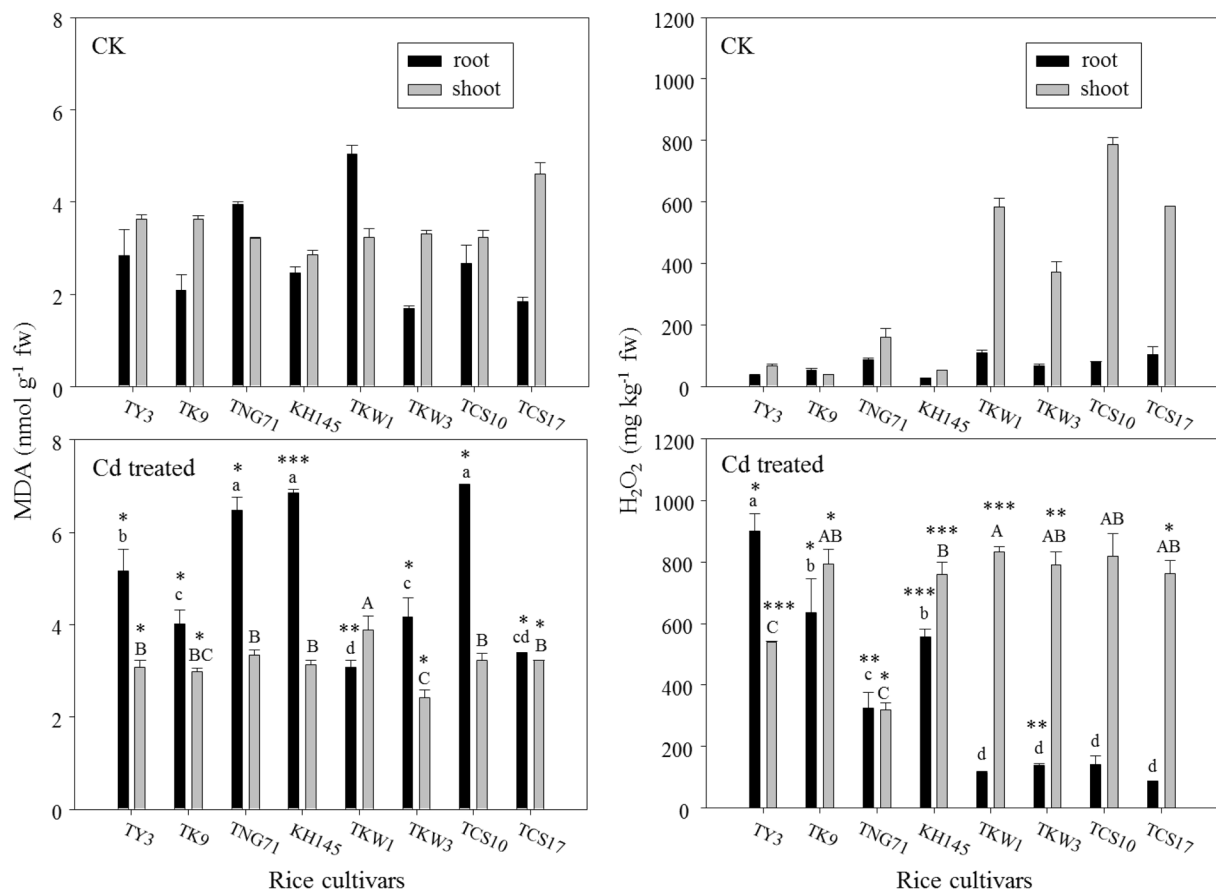 CK
root
shoot
8
6
4
2
0
TY3
TK9
TNG71
KH145
TKW1
TKW3
TCS10
TCS17
CK
root
shoot
1200
1000
800
600
400
200
0
TY3
TK9
TNG71
KH145
TKW1
TKW3
TCS10
TCS17
MDA (nmol g⁻¹ fw)
Cd treated
8
6
4
2
0
* b
* B
* c
* BC
* a
B
*** a
B
** d
A
* c
* C
* a
B
* cd
* B
TY3
TK9
TNG71
KH145
TKW1
TKW3
TCS10
TCS17
Rice cultivars
H₂O₂ (mg kg⁻¹ fw)
Cd treated
1200
1000
800
600
400
200
0
* a
*** C
* b
* AB
** c
* C
*** b
*** B
d
*** A
** d
** AB
d
AB
d
* AB
TY3
TK9
TNG71
KH145
TKW1
TKW3
TCS10
TCS17
Rice cultivars